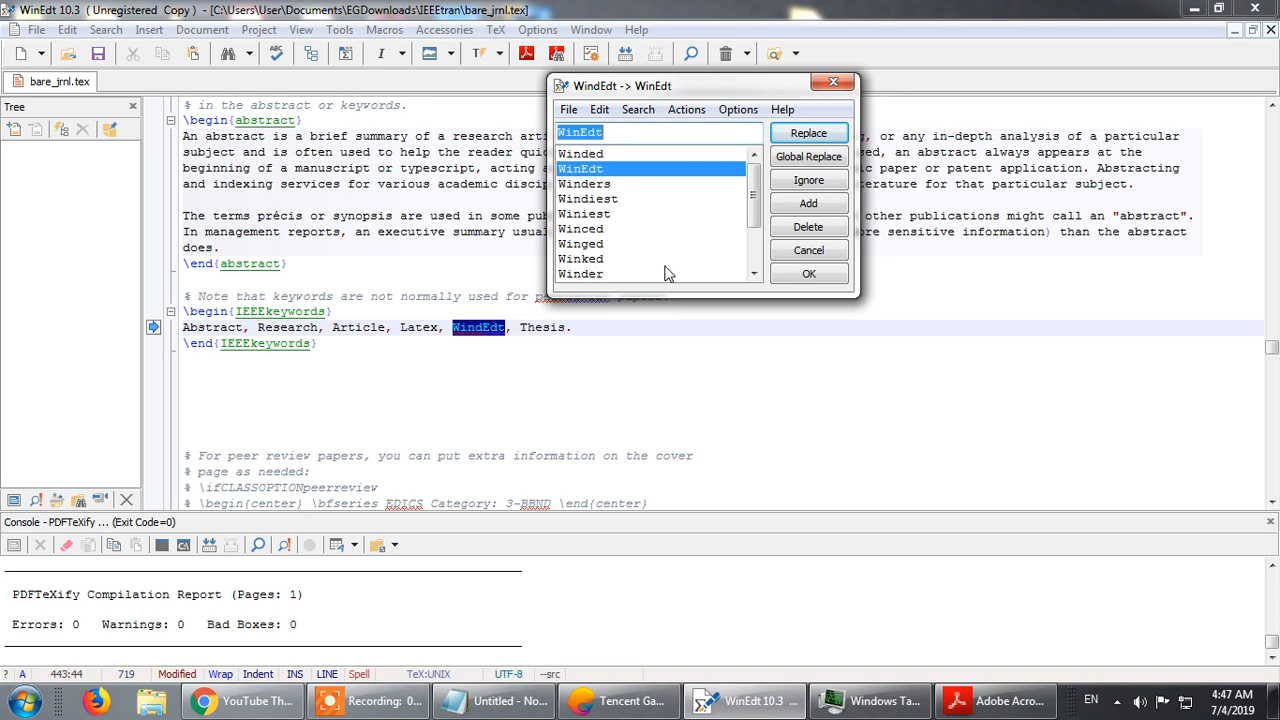 WinEdt 10.3 ( Unregistered Copy ) - [C:\Users\User\Documents\EGDownloads\IEEEtran\bare_jrnl.tex]
File Edit Search Insert Document Project View Tools Macros Accessories TeX Options Window Help
bare_jrnl.tex
Tree
% in the abstract or keywords.
\begin{abstract}
An abstract is a brief summary of a research arti g, or any in-depth analysis of a particular
subject and is often used to help the reader quic ed, an abstract always appears at the
beginning of a manuscript or typescript, acting a ic paper or patent application. Abstracting
and indexing services for various academic discip terature for that particular subject.
The terms précis or synopsis are used in some pub other publications might call an "abstract".
In management reports, an executive summary usual ore sensitive information) than the abstract
does.
\end{abstract}
% Note that keywords are not normally used for
\begin{IEEEkeywords}
Abstract, Research, Article, Latex, WindEdt, Thesis.
\end{IEEEkeywords}
% For peer review papers, you can put extra information on the cover
% page as needed:
% \ifCLASSOPTIONpeerreview
% \begin{center} \bfseries EDICS Category: 3-BBND \end{center}
WindEdt -> WinEdt
File Edit Search Actions Options Help
WinEdt
Winded
WinEdt
Winders
Windiest
Winiest
Winced
Winged
Winked
Winder
Replace
Global Replace
Ignore
Add
Delete
Cancel
OK
Console - PDFTeXify ... (Exit Code=0)
PDFTeXify Compilation Report (Pages: 1)
Errors: 0 Warnings: 0 Bad Boxes: 0
? A 443:44 719 Modified Wrap Indent INS LINE Spell TeX:UNIX UTF-8 --src
YouTube Th... Recording: 0... Untitled - No... Tencent Ga... WinEdt 10.3 ... Windows Ta... Adobe Acro... EN
4:47 AM
7/4/2019